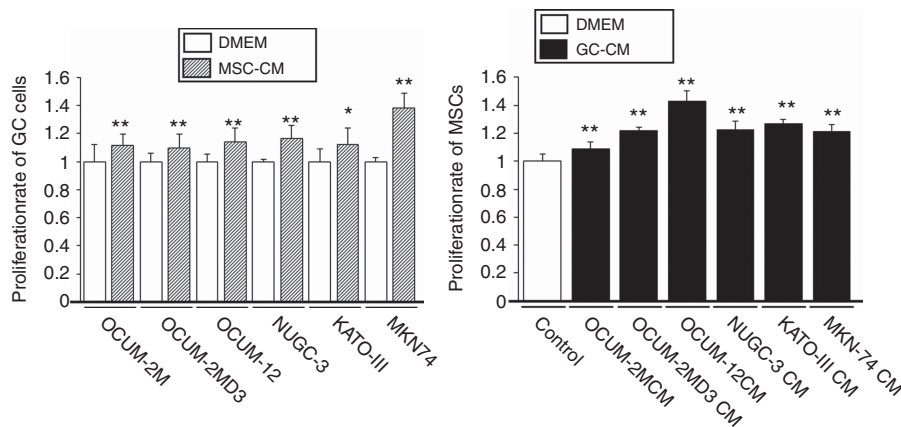 DMEM
MSC-CM
Proliferationrate of GC cells
1.6
1.4
1.2
1
0.8
0.6
0.4
0.2
0
**
**
**
**
*
**
OCUM-2M
OCUM-2MD3
OCUM-12
NUGC-3
KATO-III
MKN74
DMEM
GC-CM
Proliferationrate of MSCs
1.6
1.4
1.2
1
0.8
0.6
0.4
0.2
0
**
**
**
**
**
**
Control
OCUM-2MCM
OCUM-2MD3 CM
OCUM-12CM
NUGC-3 CM
KATO-III CM
MKN-74 CM